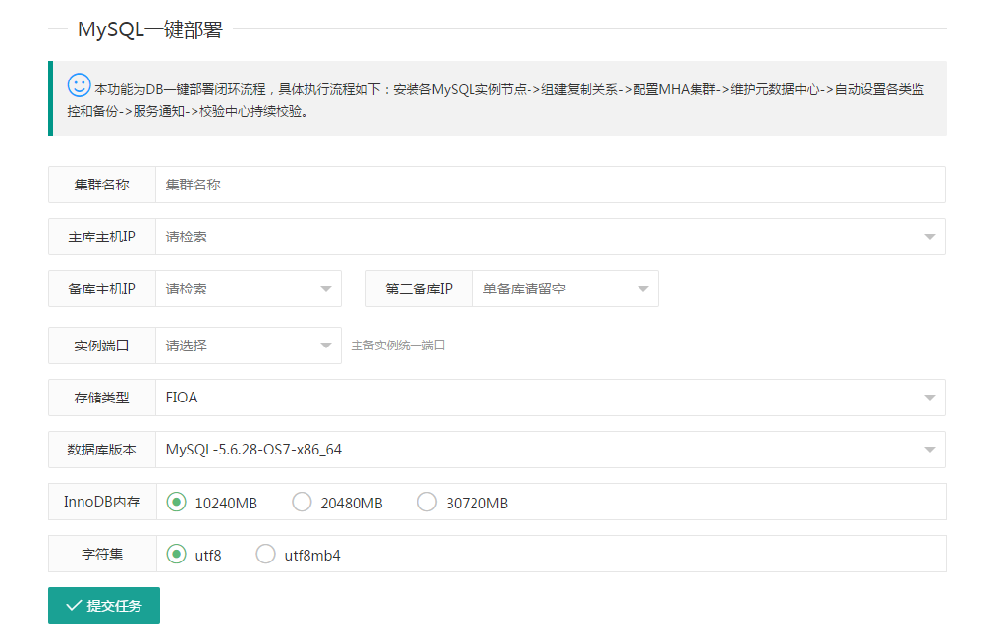 MySQL一键部署
本功能为DB一键部署闭环流程，具体执行流程如下：安装各MySQL实例节点->组建复制关系->配置MHA集群->维护元数据中心->自动设置各类监
控和备份->服务通知->校验中心持续校验。
集群名称 集群名称
主库主机IP 请检索
备库主机IP 请检索 第二备库IP 单备库请留空
实例端口 请选择 主备实例统一端口
存储类型 FIOA
数据库版本 MySQL-5.6.28-OS7-x86_64
InnoDB内存 10240MB 20480MB 30720MB
字符集 utf8 utf8mb4
提交任务